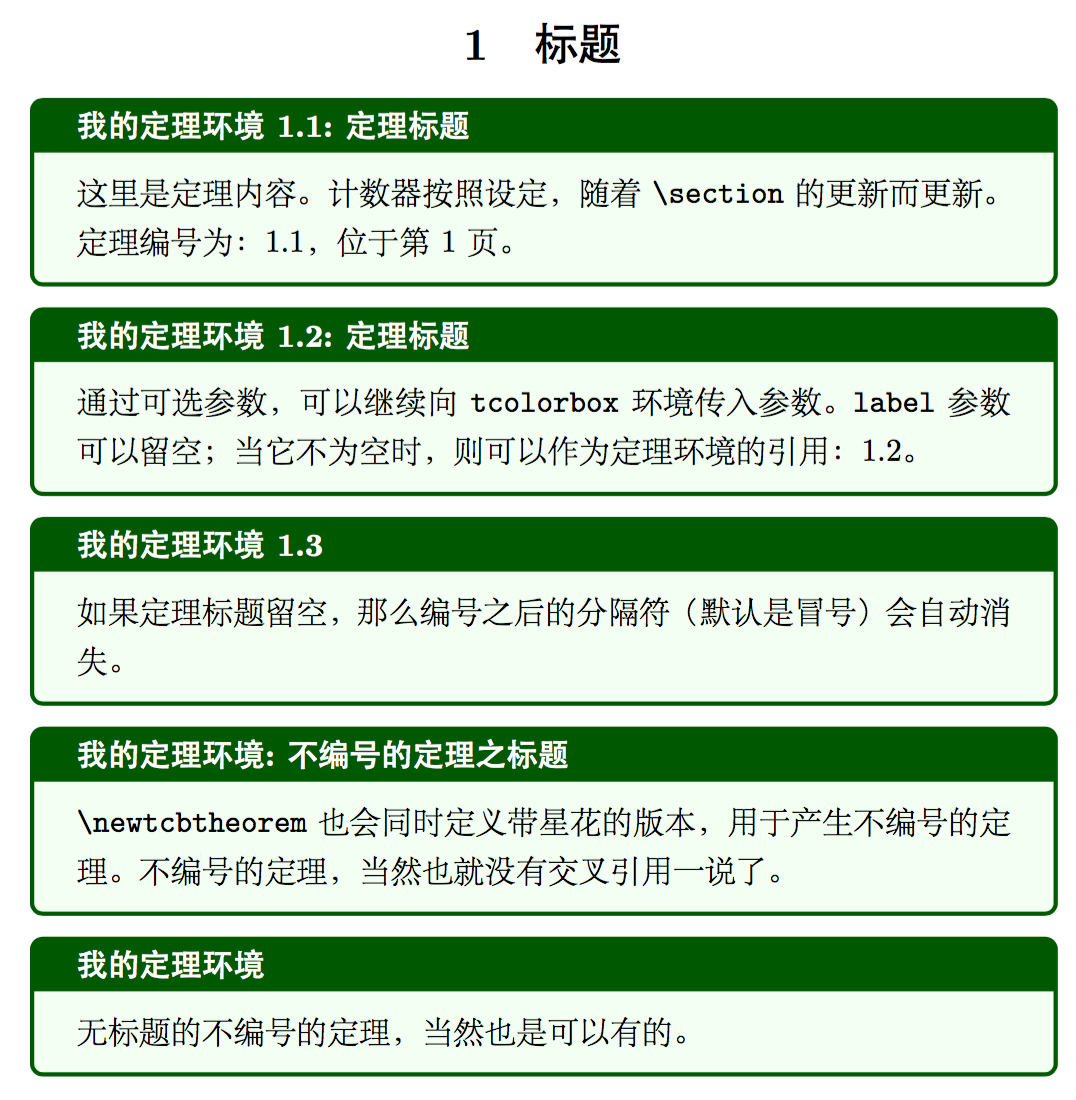 1 标题
我的定理环境 1.1: 定理标题
这里是定理内容。计数器按照设定，随着 \section 的更新而更新。
定理编号为：1.1，位于第 1 页。
我的定理环境 1.2: 定理标题
通过可选参数，可以继续向 tcolorbox 环境传入参数。label 参数
可以留空；当它不为空时，则可以作为定理环境的引用：1.2。
我的定理环境 1.3
如果定理标题留空，那么编号之后的分隔符（默认是冒号）会自动消
失。
我的定理环境: 不编号的定理之标题
\newtcbtheorem 也会同时定义带星花的版本，用于产生不编号的定
理。不编号的定理，当然也就没有交叉引用一说了。
我的定理环境
无标题的不编号的定理，当然也是可以有的。